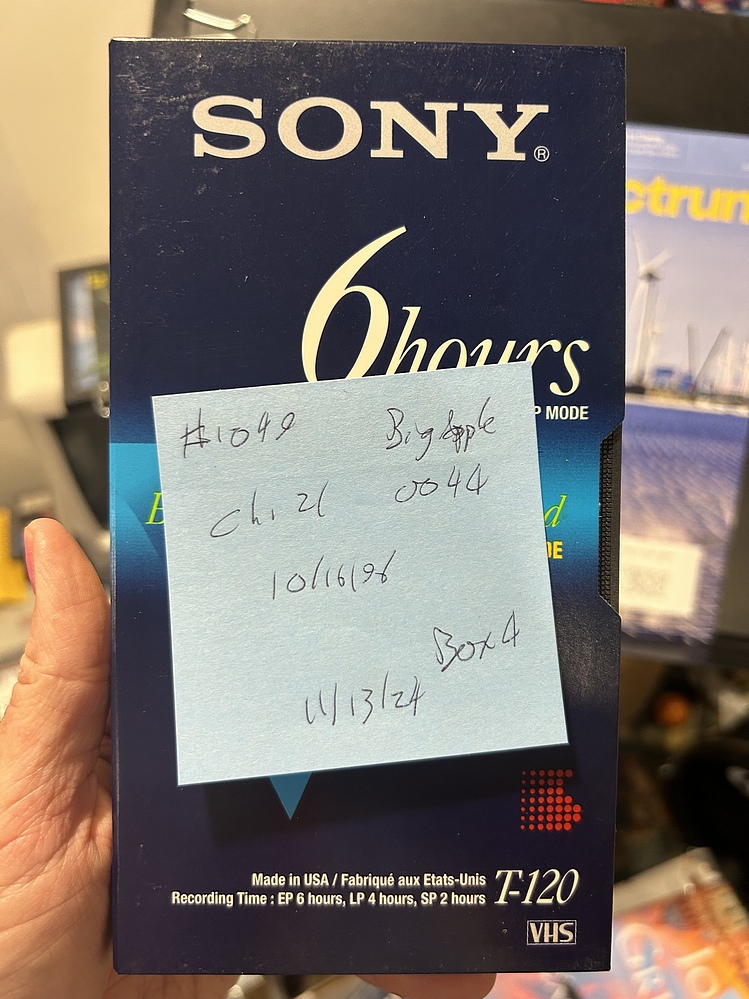 SONY®
6 hours
P MODE
#1049 Big Apple
Ch. 21 0044
10/16/96
Box 4
11/13/24
B
d
DE
Made in USA / Fabriqué aux Etats-Unis
Recording Time : EP 6 hours, LP 4 hours, SP 2 hours
T-120
VHS
ctrum